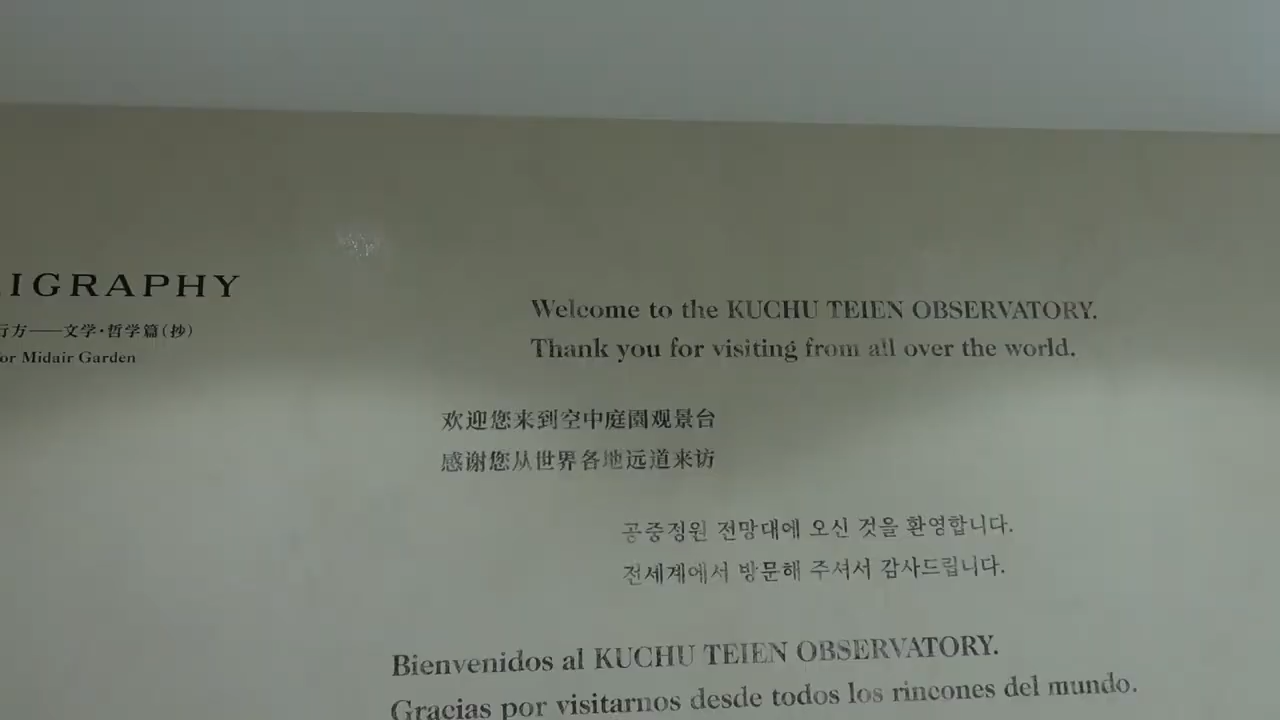 IGRAPHY
行方——文学・哲学篇(抄)
or Midair Garden
Welcome to the KUCHU TEIEN OBSERVATORY.
Thank you for visiting from all over the world.
欢迎您来到空中庭園观景台
感谢您从世界各地远道来访
공중정원 전망대에 오신 것을 환영합니다.
전세계에서 방문해 주셔서 감사드립니다.
Bienvenidos al KUCHU TEIEN OBSERVATORY.
Gracias por visitarnos desde todos los rincones del mundo.